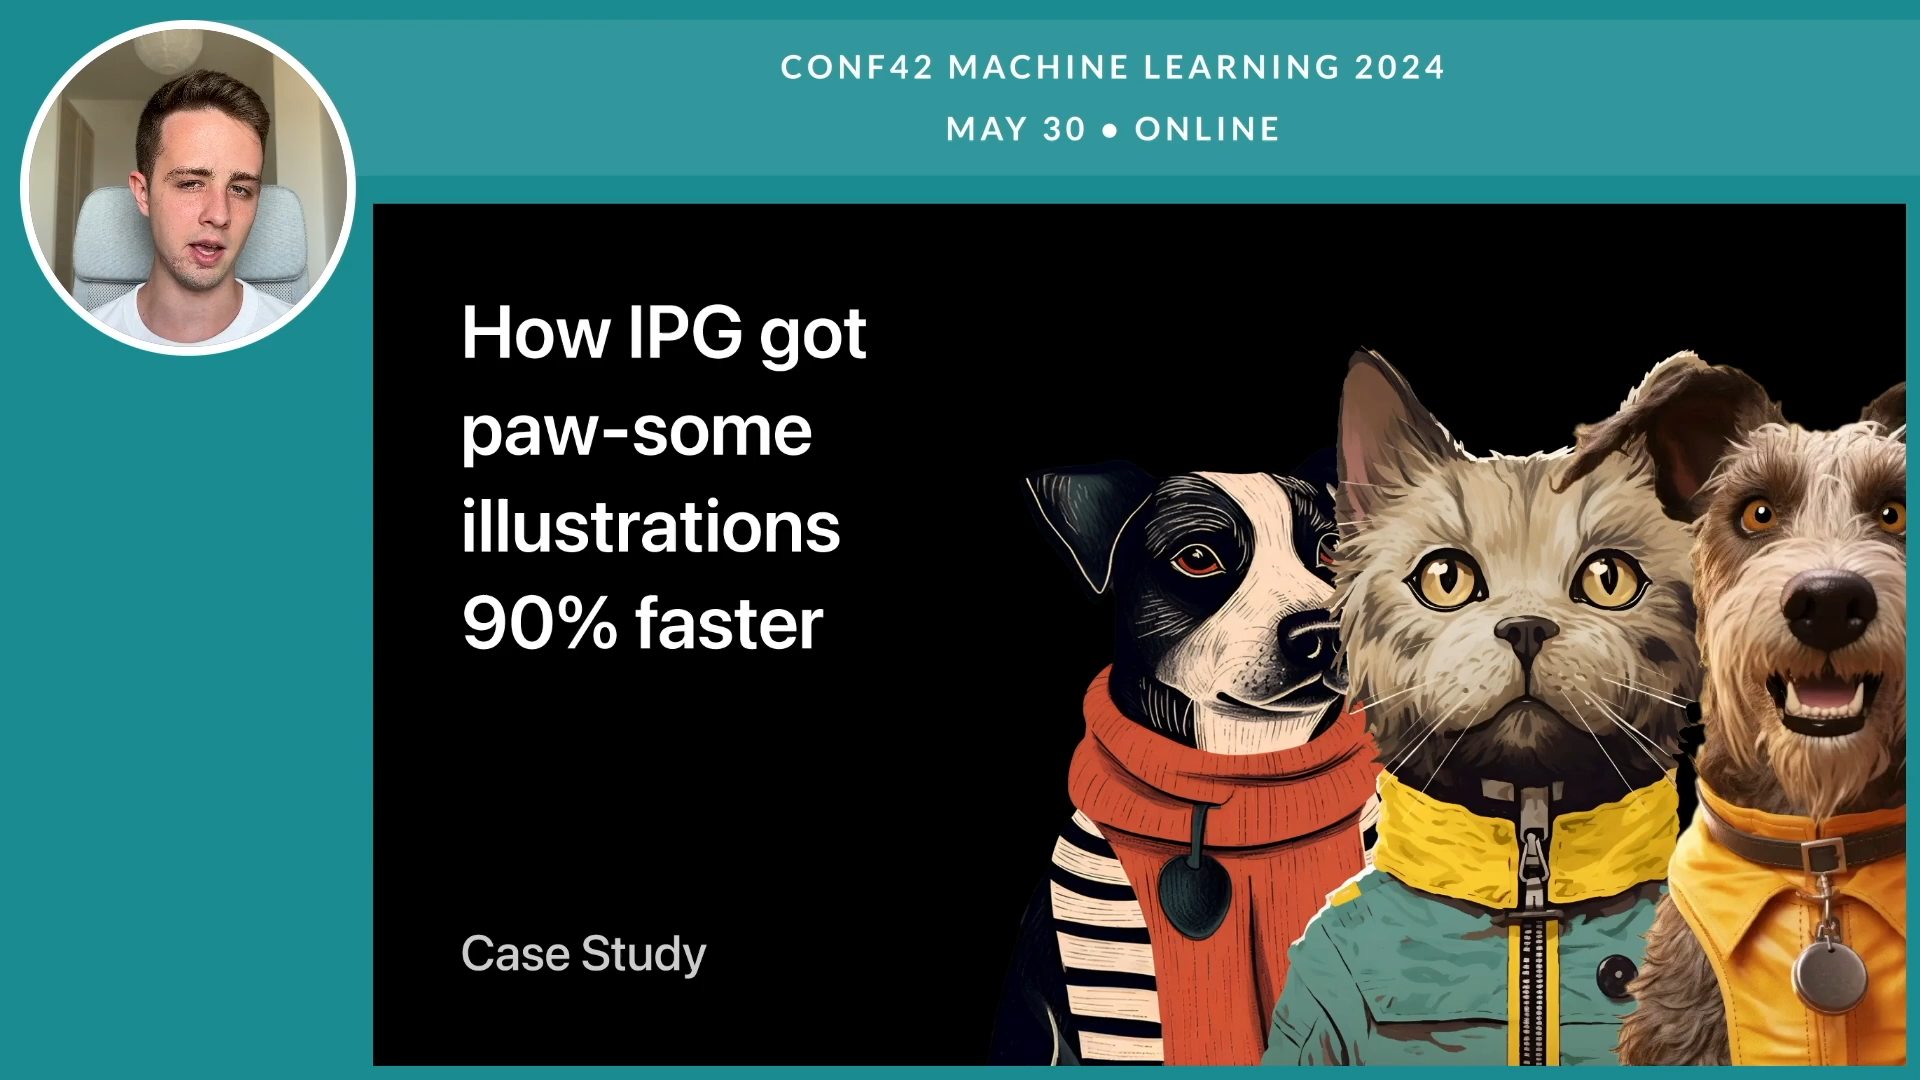 CONF42 MACHINE LEARNING 2024
MAY 30 • ONLINE
How IPG got
paw-some
illustrations
90% faster
Case Study